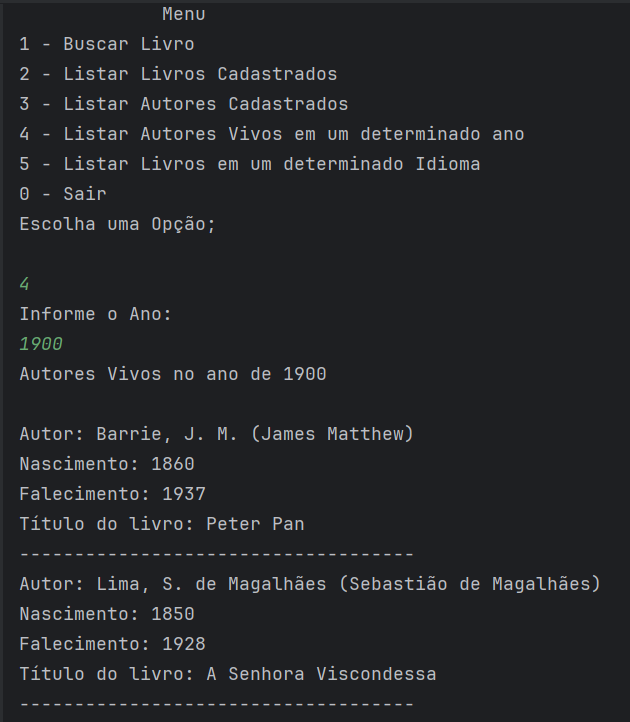 Menu
1 - Buscar Livro
2 - Listar Livros Cadastrados
3 - Listar Autores Cadastrados
4 - Listar Autores Vivos em um determinado ano
5 - Listar Livros em um determinado Idioma
0 - Sair
Escolha uma Opção;
4
Informe o Ano:
1900
Autores Vivos no ano de 1900
Autor: Barrie, J. M. (James Matthew)
Nascimento: 1860
Falecimento: 1937
Título do livro: Peter Pan
------------------------------------
Autor: Lima, S. de Magalhães (Sebastião de Magalhães)
Nascimento: 1850
Falecimento: 1928
Título do livro: A Senhora Viscondessa
------------------------------------